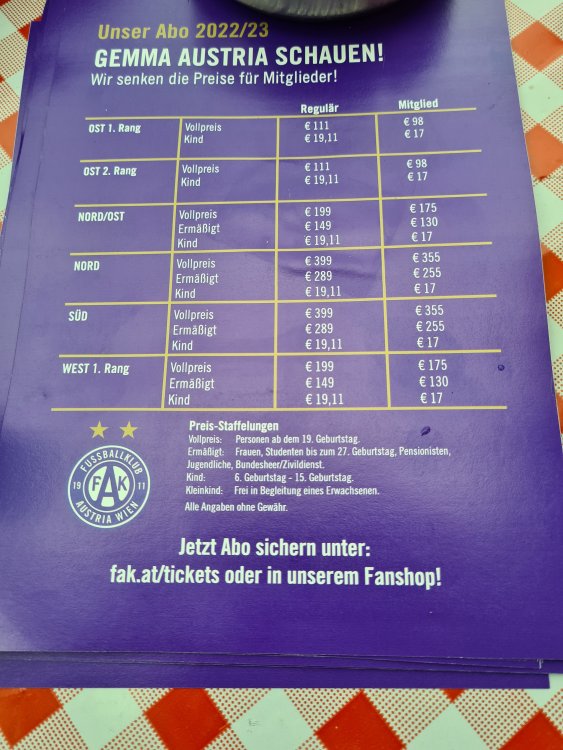 Unser Abo 2022/23
GEMMA AUSTRIA SCHAUEN!
Wir senken die Preise für Mitglieder!
Regulär Mitglied
OST 1. Rang Vollpreis € 111 € 98
Kind € 19,11 € 17
OST 2. Rang Vollpreis € 111 € 98
Kind € 19,11 € 17
NORD/OST Vollpreis € 199 € 175
Ermäßigt € 149 € 130
Kind € 19,11 € 17
NORD Vollpreis € 399 € 355
Ermäßigt € 289 € 255
Kind € 19,11 € 17
SÜD Vollpreis € 399 € 355
Ermäßigt € 289 € 255
Kind € 19,11 € 17
WEST 1. Rang Vollpreis € 199 € 175
Ermäßigt € 149 € 130
Kind € 19,11 € 17
Preis-Staffelungen
Vollpreis: Personen ab dem 19. Geburtstag.
Ermäßigt: Frauen, Studenten bis zum 27. Geburtstag, Pensionisten,
Jugendliche, Bundesheer/Zivildienst.
Kind: 6. Geburtstag - 15. Geburtstag.
Kleinkind: Frei in Begleitung eines Erwachsenen.
Alle Angaben ohne Gewähr.
FUSSBALLKLUB
19 FAK 11
AUSTRIA WIEN
Jetzt Abo sichern unter:
fak.at/tickets oder in unserem Fanshop!